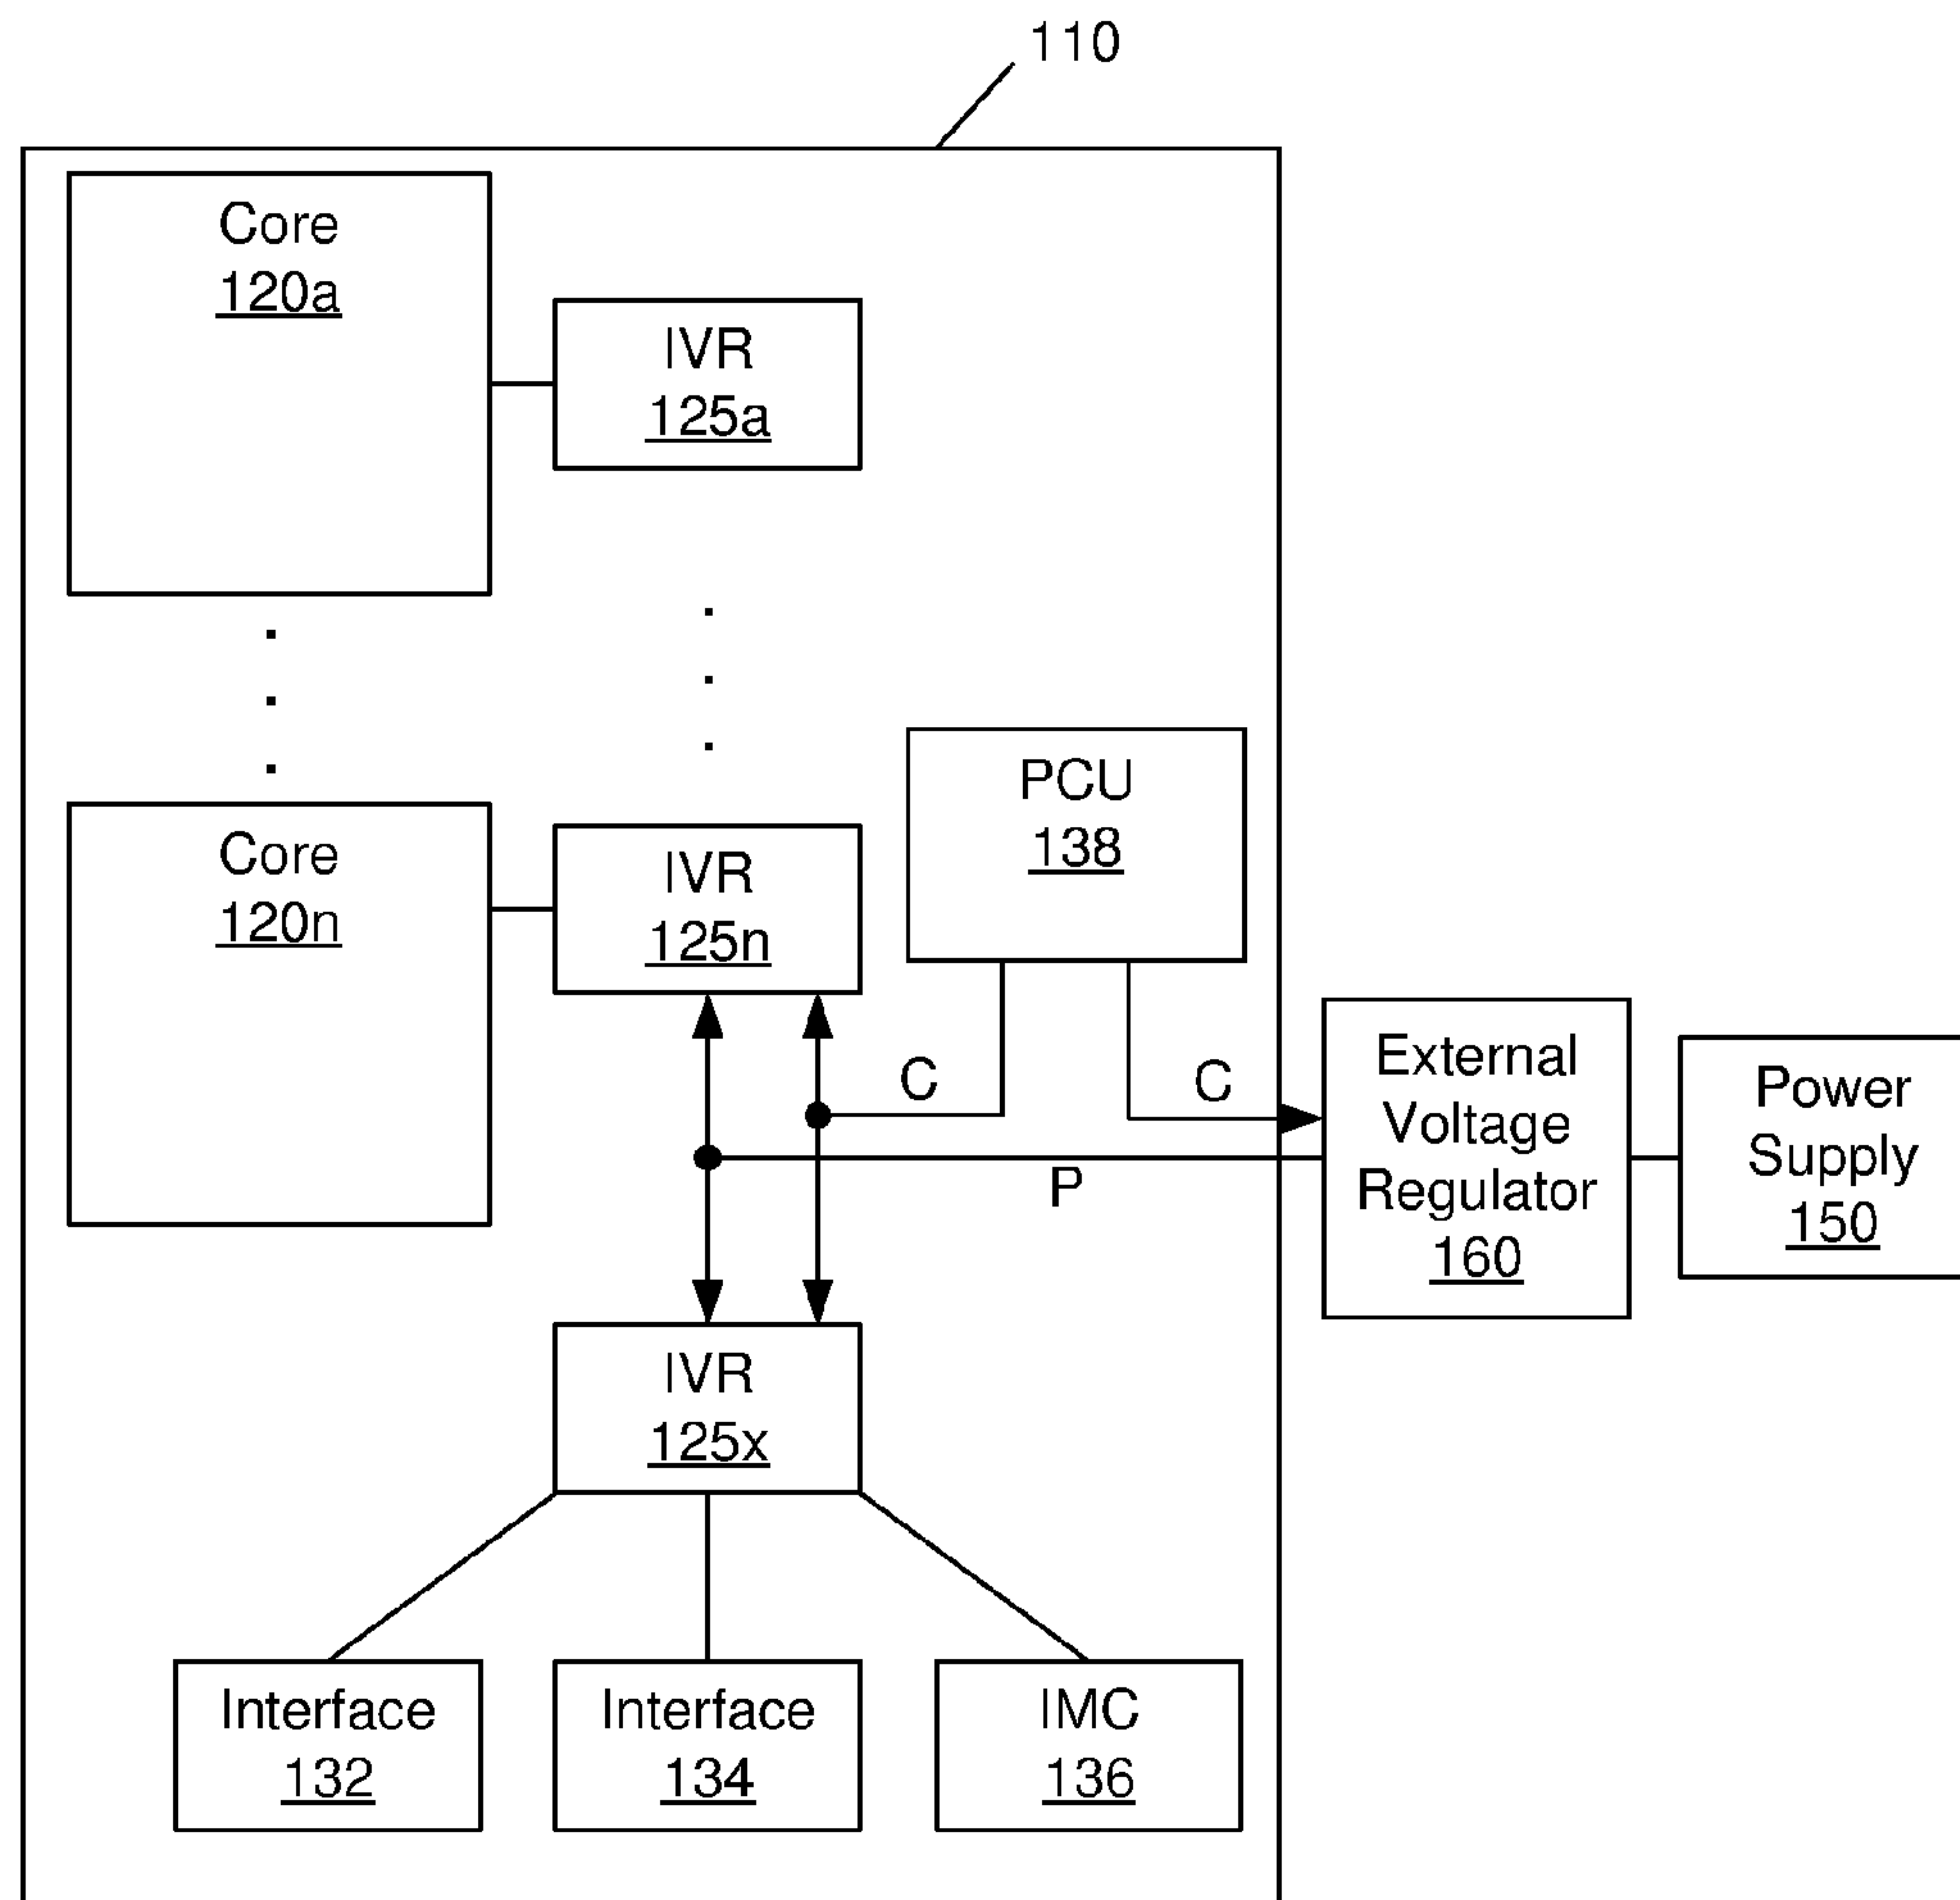 110
Core
120a
IVR
125a
PCU
138
Core
120n
IVR
125n
C
C
P
External
Voltage
Regulator
160
Power
Supply
150
IVR
125x
Interface
132
Interface
134
IMC
136